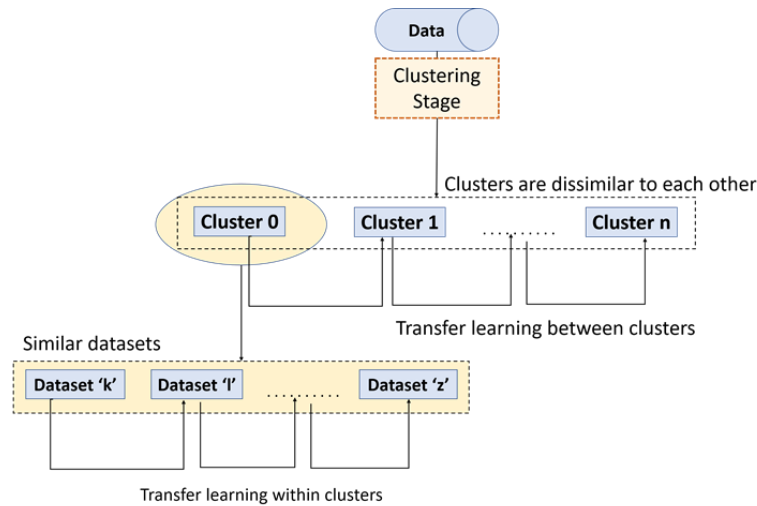 Data
Clustering
Stage
Clusters are dissimilar to each other
Cluster 0
Cluster 1
..........
Cluster n
Transfer learning between clusters
Similar datasets
Dataset ‘k’
Dataset ‘l’
..........
Dataset ‘z’
Transfer learning within clusters